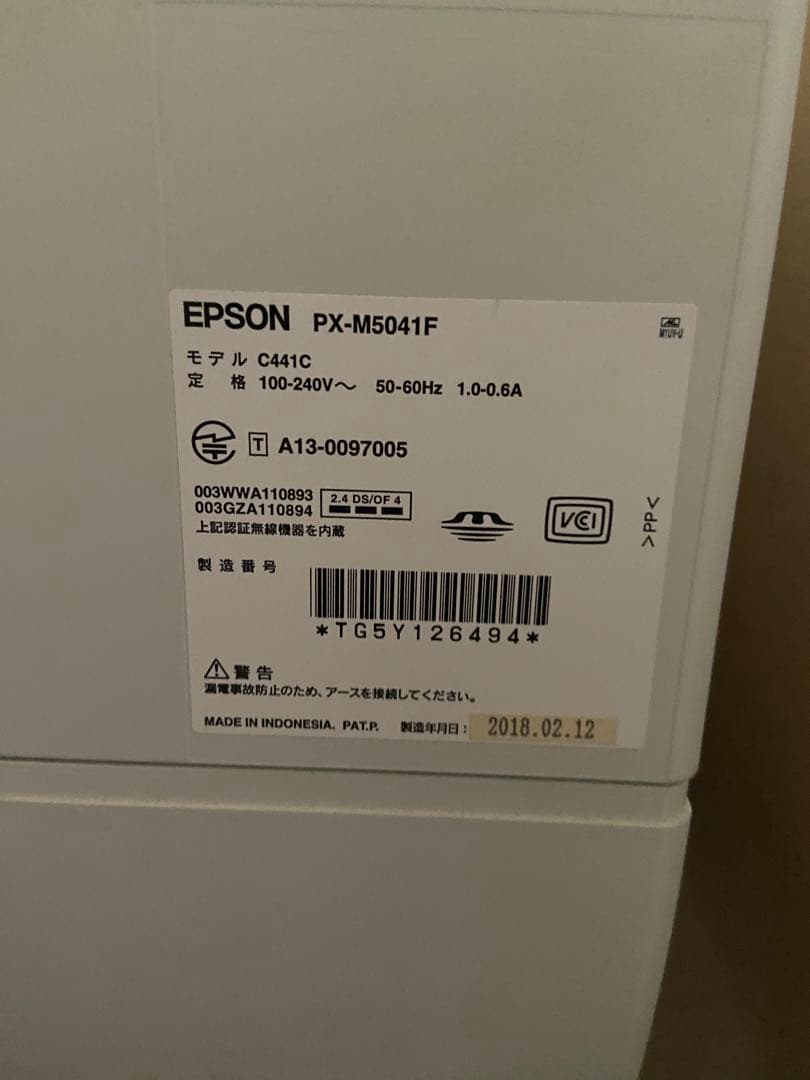 EPSON PX-M5041F
モデル C441C
定 格 100-240V～ 50-60Hz 1.0-0.6A
T A13-0097005
003WWA110893
003GZA110894
2.4 DS/OF 4
上記認証無線機器を内蔵
VCI
>PP<
製造番号
*TG5Y126494*
警告
漏電事故防止のため、アースを接続してください。
MADE IN INDONESIA. PAT.P. 製造年月日: 2018.02.12